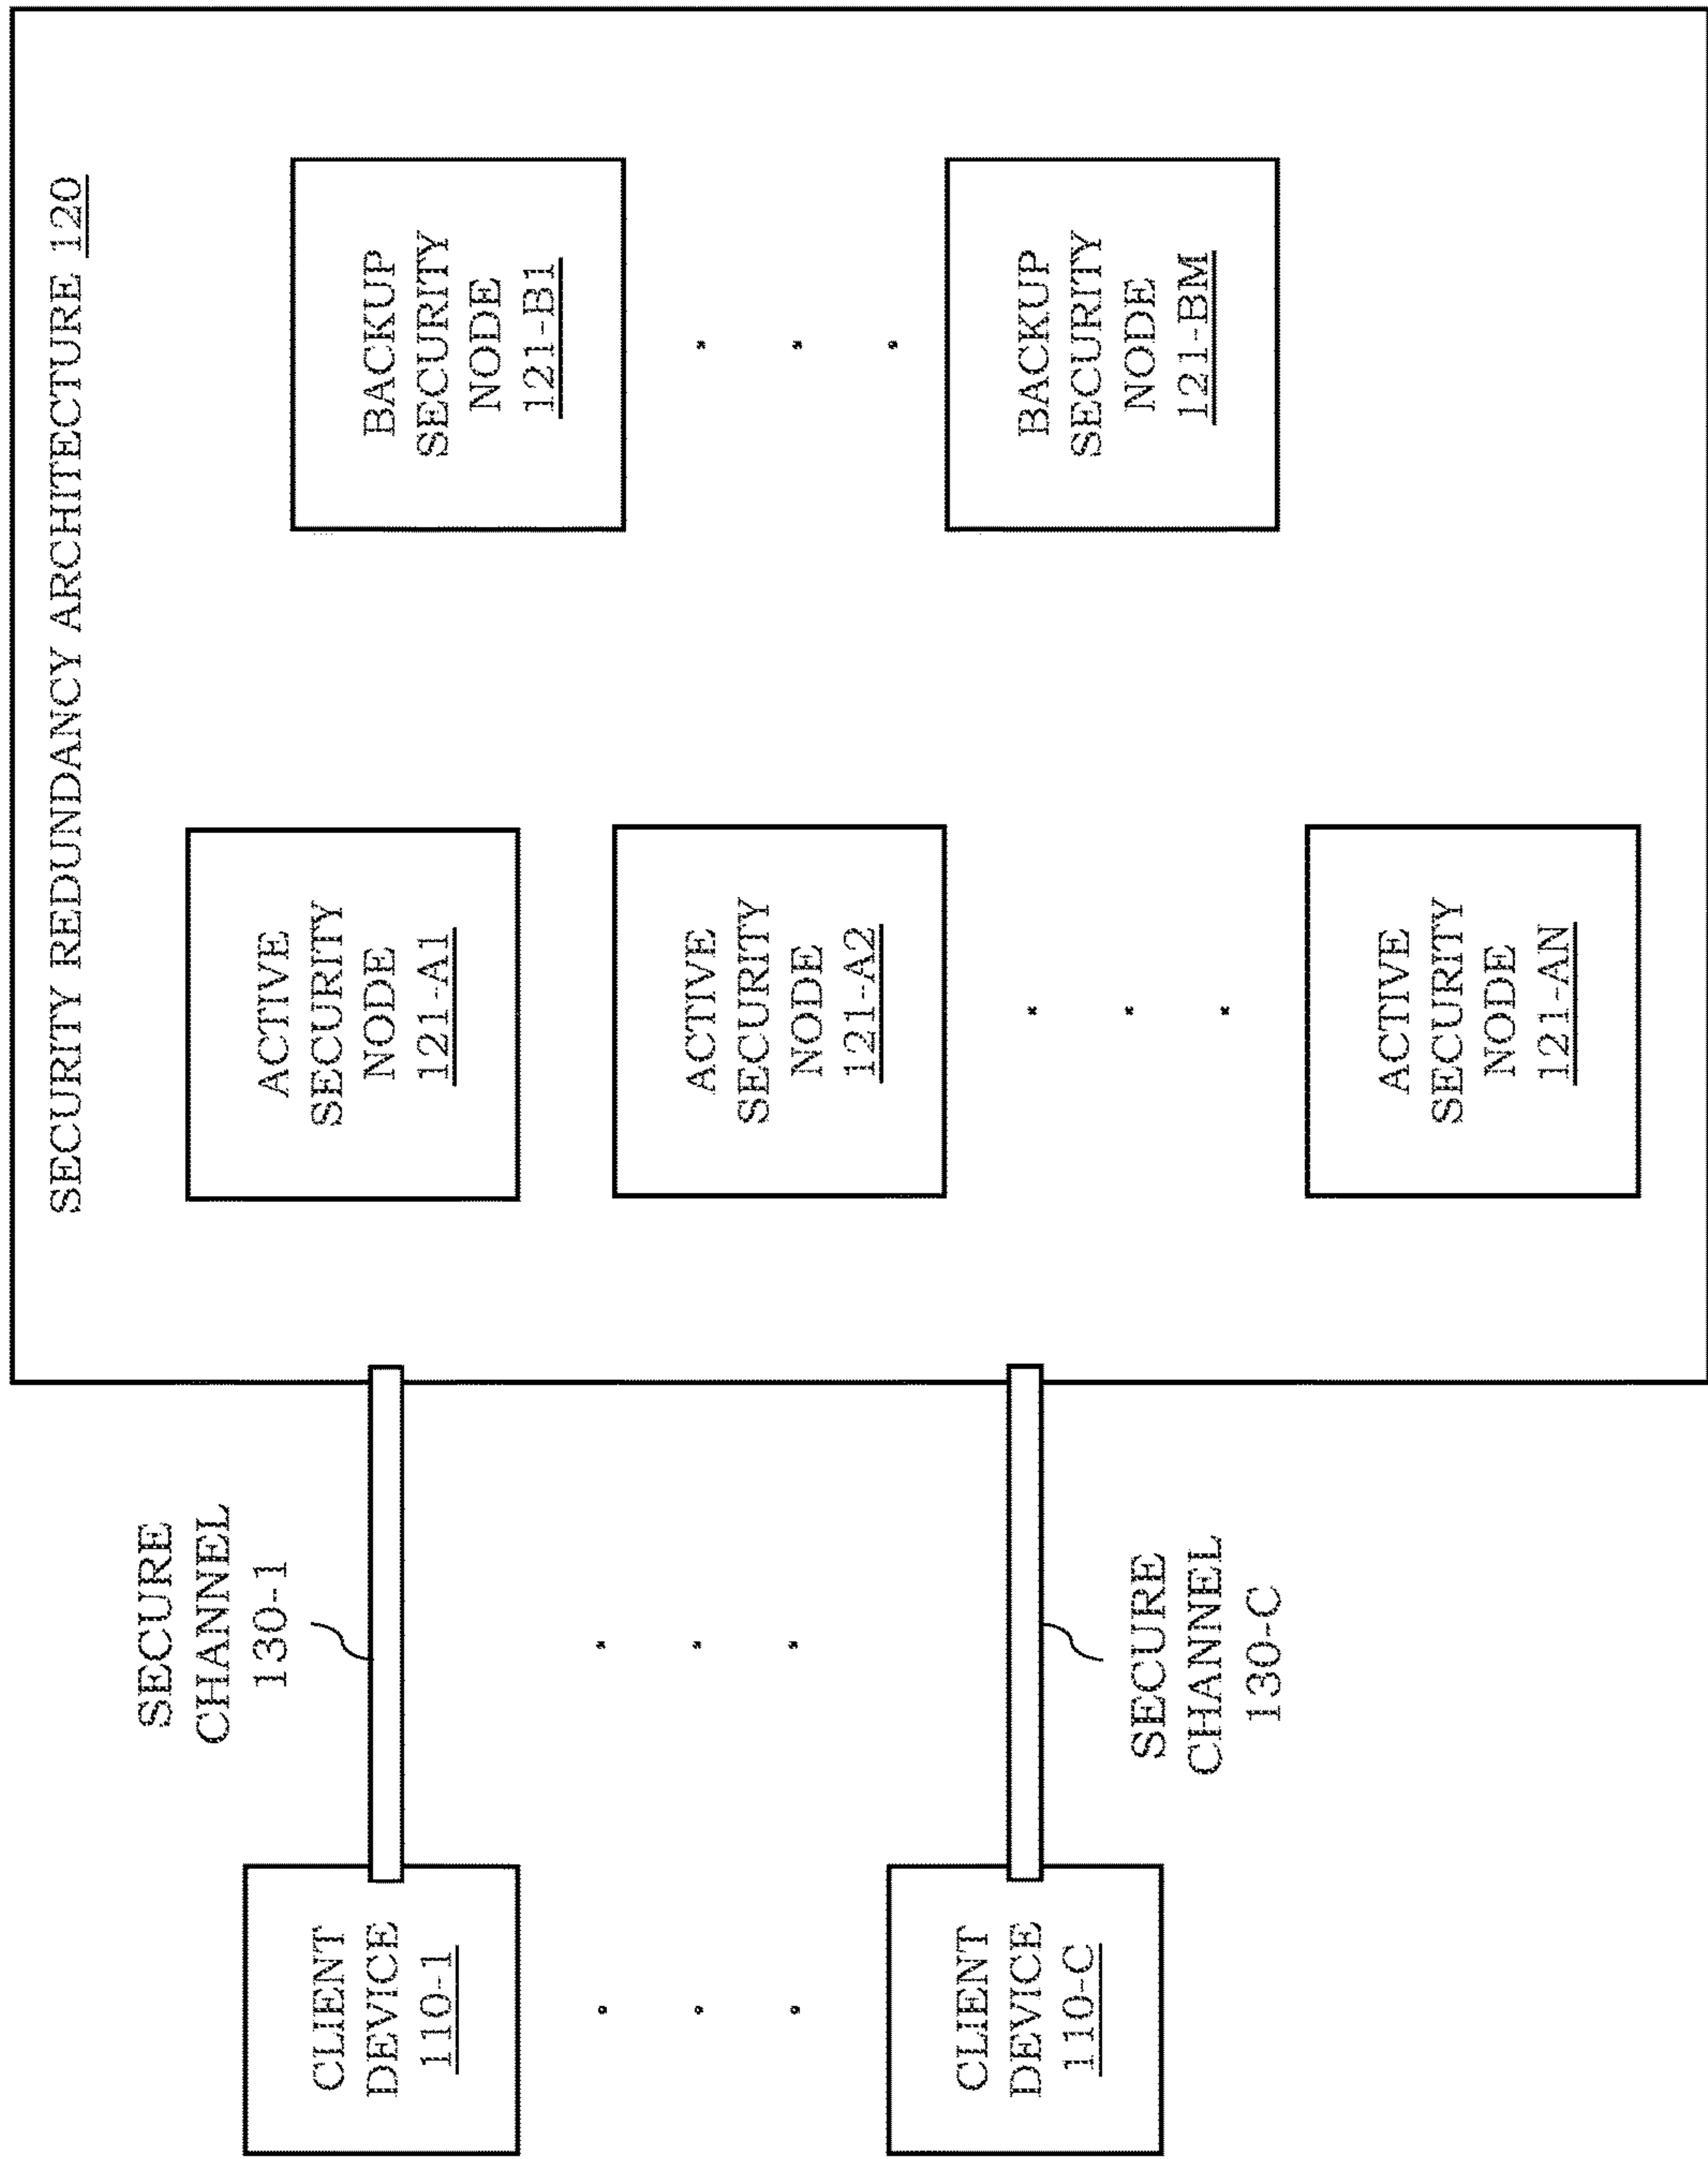 SECURITY REDUNDANCY ARCHITECTURE 120
CLIENT
DEVICE
110-1
SECURE
CHANNEL
130-1
ACTIVE
SECURITY
NODE
121-A1
BACKUP
SECURITY
NODE
121-B1
ACTIVE
SECURITY
NODE
121-A2
CLIENT
DEVICE
110-C
SECURE
CHANNEL
130-C
BACKUP
SECURITY
NODE
121-BM
ACTIVE
SECURITY
NODE
121-AN